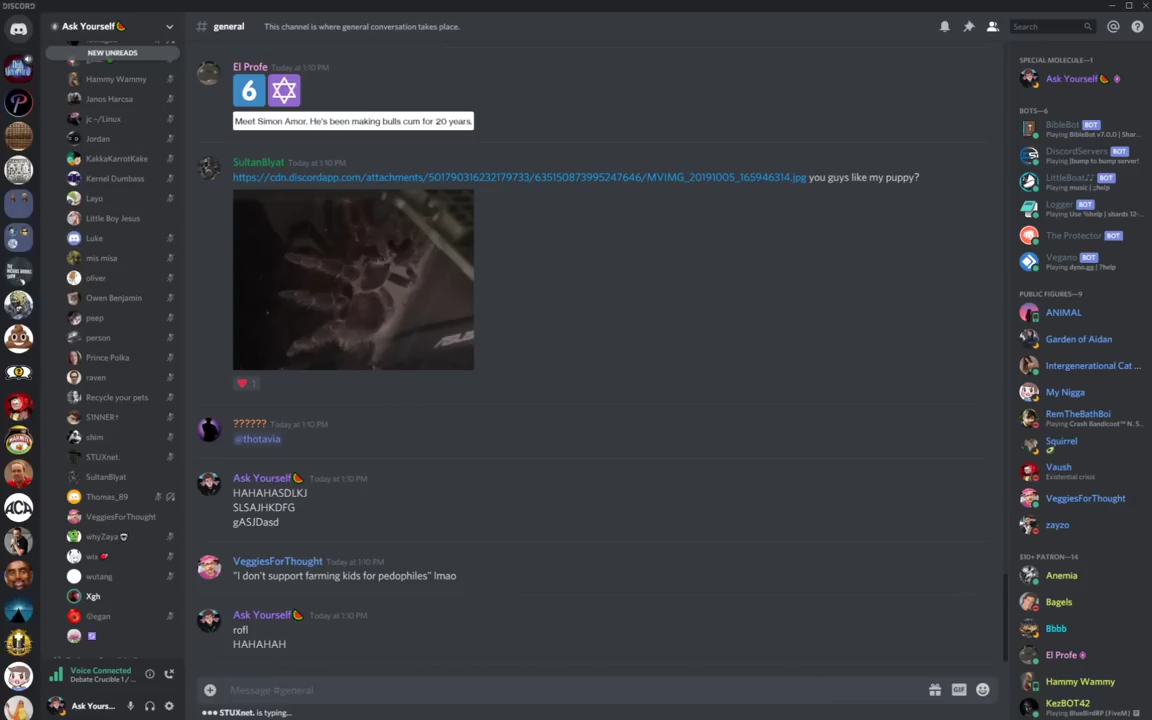 DISCORD
Ask Yourself🍉
NEW UNREADS
Hammy Wammy
Janos Harcsa
jc ~/Linux
Jordan
KakkaKarrotKake
Kernel Dumbass
Layo
Little Boy Jesus
Luke
mis misa
oliver
Owen Benjamin
peep
person
Prince Polka
raven
Recycle your pets
S1NNER†
shim
STUXnet.
SultanBlyat
Thomas_89
VeggiesForThought
whyZaya
wix
wutang
Xgh
Voice Connected
Debate Crucible 1 / ...
Ask Yours...
# general
This channel is where general conversation takes place.
Search
El Profe Today at 1:10 PM
6 ✡
Meet Simon Amor. He's been making bulls cum for 20 years.
SultanBlyat Today at 1:10 PM
https://cdn.discordapp.com/attachments/501790316232179733/635150873995247646/MVIMG_20191005_165946314.jpg you guys like my puppy?
❤ 1
?????? Today at 1:10 PM
@thotavia
Ask Yourself🍉 Today at 1:10 PM
HAHAHASDLKJ
SLSAJHKDFG
gASJDasd
VeggiesForThought Today at 1:10 PM
"I don't support farming kids for pedophiles" lmao
Ask Yourself🍉 Today at 1:10 PM
rofl
HAHAHAH
Message #general
GIF
STUXnet. is typing...
SPECIAL MOLECULE—1
Ask Yourself🍉
BOTS—6
BibleBot BOT
Playing BibleBot v7.0.0 | Shar...
DiscordServers BOT
Playing !bump to bump server!
LittleBoat♫ BOT
Playing music | ;;help
Logger BOT
Playing Use %help | shards 12-...
The Protector BOT
Vegano BOT
Playing dyno.gg | ?help
PUBLIC FIGURES—9
ANIMAL
Garden of Aidan
Intergenerational Cat ...
My Nigga
RemTheBathBoi
Playing Crash Bandicoot™ N. S...
Squirrel
Vaush
Existential crisis
VeggiesForThought
zayzo
$10+ PATRON—14
Anemia
Bagels
Bbbb
El Profe
Hammy Wammy
KezBOT42
Playing BlueBirdRP [FiveM]